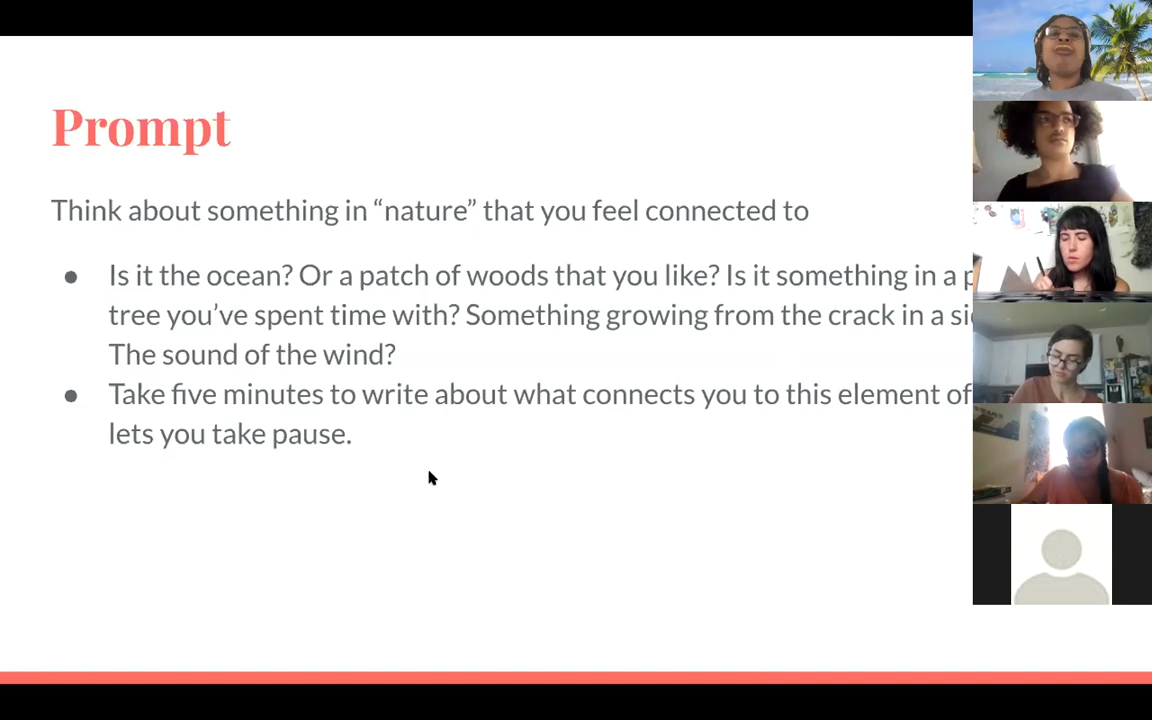 Prompt
Think about something in “nature” that you feel connected to
● Is it the ocean? Or a patch of woods that you like? Is it something in a
tree you’ve spent time with? Something growing from the crack in a
The sound of the wind?
● Take five minutes to write about what connects you to this element of
lets you take pause.